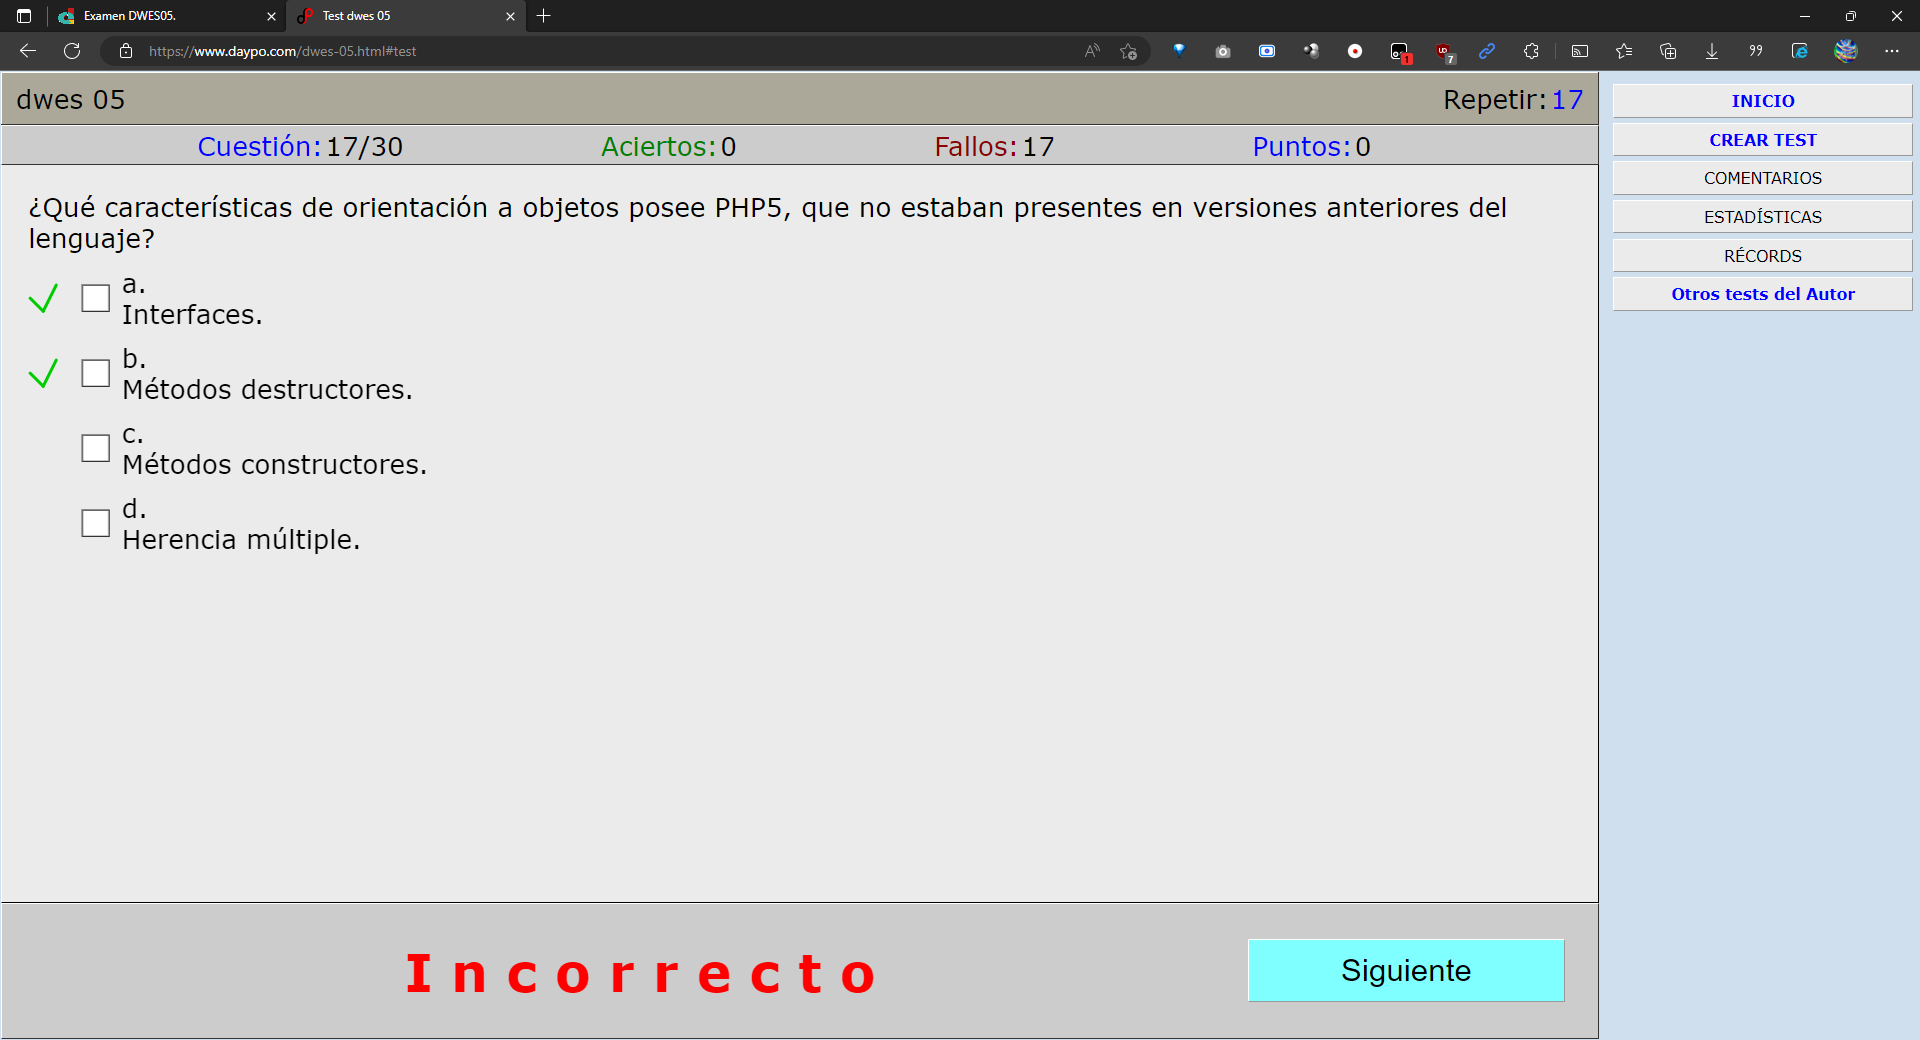 Examen DWES05.
Test dwes 05
https://www.daypo.com/dwes-05.html#test
1
7
dwes 05
Repetir: 17
Cuestión: 17/30
Aciertos: 0
Fallos: 17
Puntos: 0
¿Qué características de orientación a objetos posee PHP5, que no estaban presentes en versiones anteriores del
lenguaje?
a.
Interfaces.
b.
Métodos destructores.
c.
Métodos constructores.
d.
Herencia múltiple.
Incorrecto
Siguiente
INICIO
CREAR TEST
COMENTARIOS
ESTADÍSTICAS
RÉCORDS
Otros tests del Autor